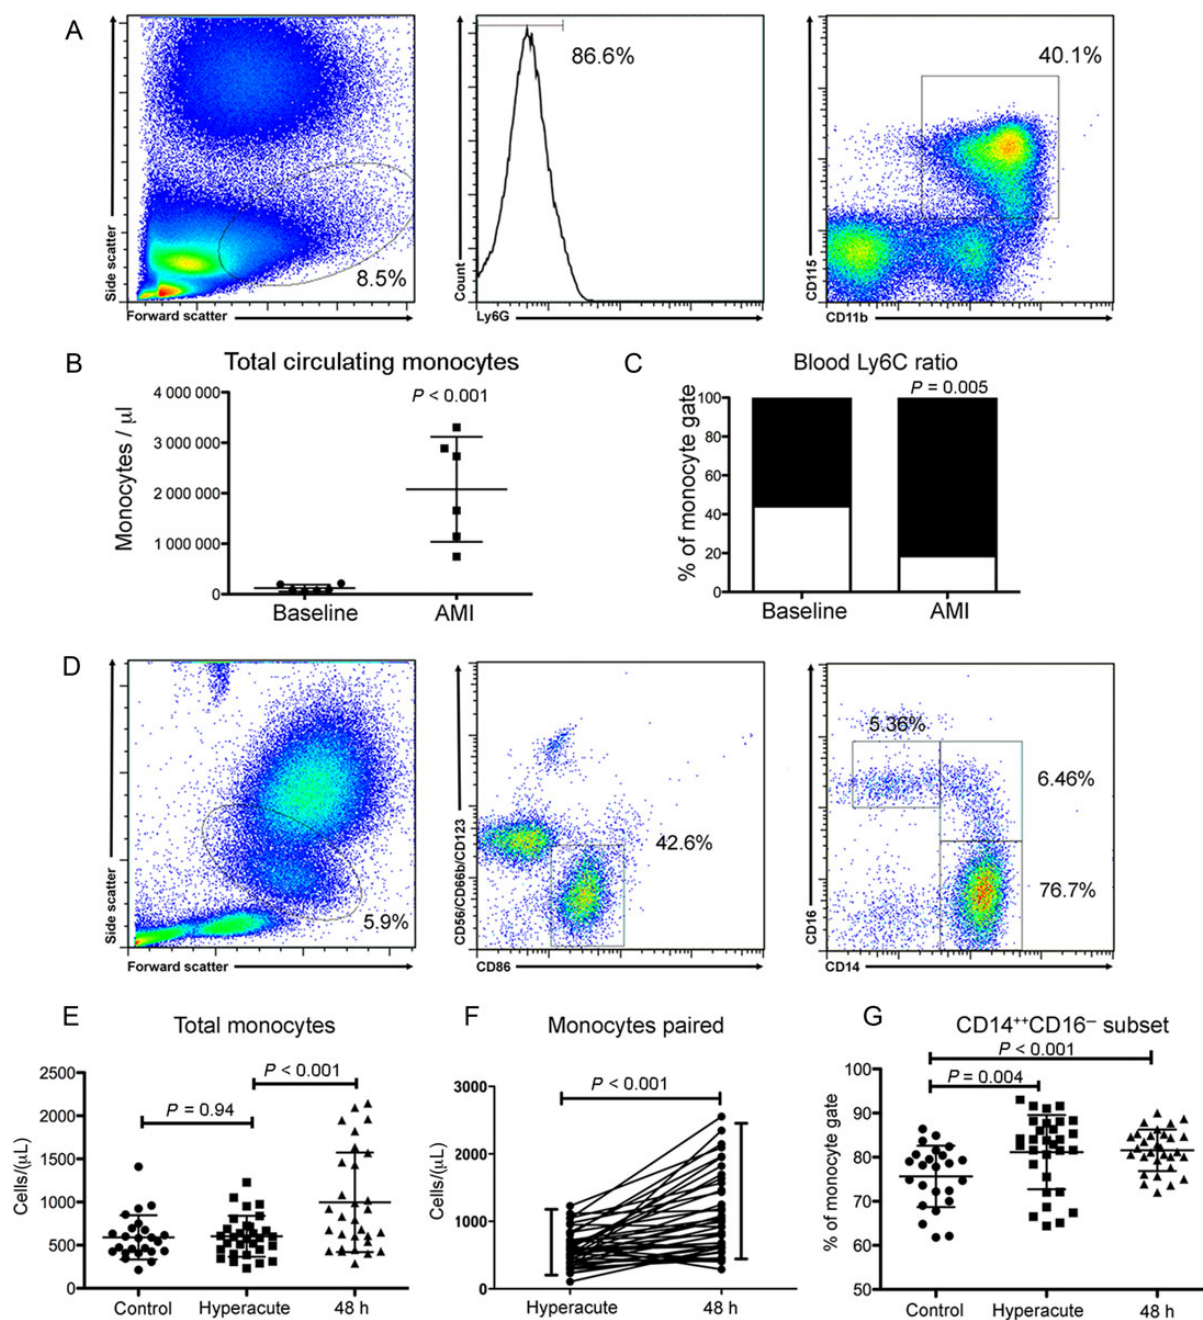 A
Side scatter
Forward scatter
8.5%
Count
Ly6G
86.6%
CD115
CD11b
40.1%
B
Total circulating monocytes
P < 0.001
Monocytes / μl
4 000 000
3 000 000
2 000 000
1 000 000
0
Baseline
AMI
C
Blood Ly6C ratio
P = 0.005
% of monocyte gate
100
80
60
40
20
0
Baseline
AMI
D
Side scatter
Forward scatter
5.9%
CD56/CD66b/CD123
CD86
42.6%
CD16
CD14
5.36%
6.46%
76.7%
E
Total monocytes
P < 0.001
P = 0.94
Cells/(μL)
2500
2000
1500
1000
500
0
Control
Hyperacute
48 h
F
Monocytes paired
P < 0.001
Cells/(μL)
3000
2000
1000
0
Hyperacute
48 h
G
CD14⁺⁺CD16⁻ subset
P < 0.001
P = 0.004
% of monocyte gate
100
90
80
70
60
50
Control
Hyperacute
48 h